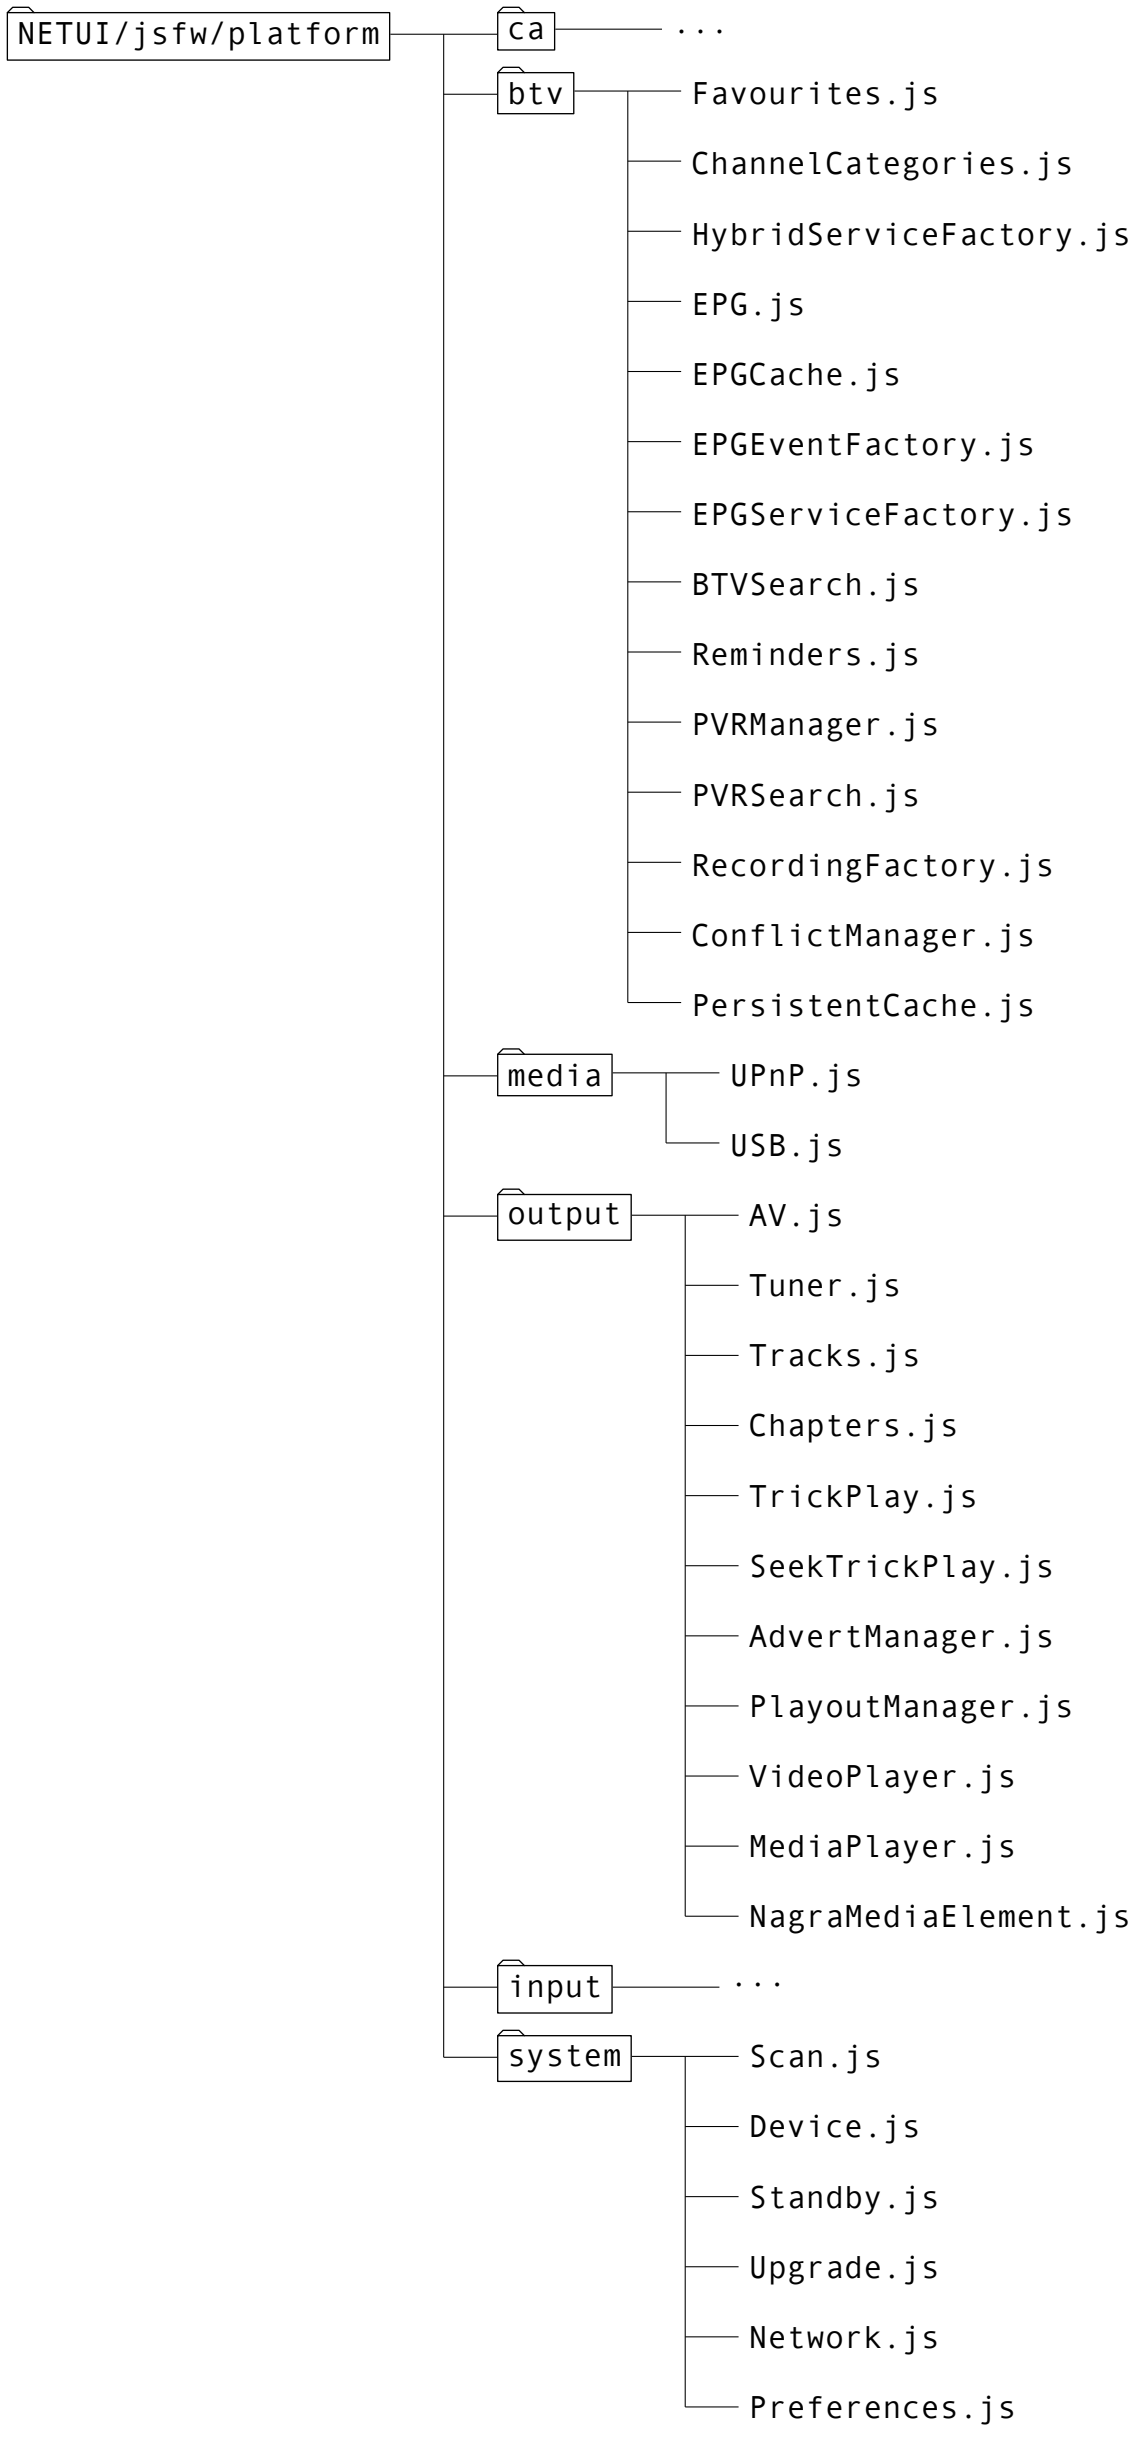 NETUI/jsfw/platform
ca
...
btv
Favourites.js
ChannelCategories.js
HybridServiceFactory.js
EPG.js
EPGCache.js
EPGEventFactory.js
EPGServiceFactory.js
BTVSearch.js
Reminders.js
PVRManager.js
PVRSearch.js
RecordingFactory.js
ConflictManager.js
PersistentCache.js
media
UPnP.js
USB.js
output
AV.js
Tuner.js
Tracks.js
Chapters.js
TrickPlay.js
SeekTrickPlay.js
AdvertManager.js
PlayoutManager.js
VideoPlayer.js
MediaPlayer.js
NagraMediaElement.js
input
...
system
Scan.js
Device.js
Standby.js
Upgrade.js
Network.js
Preferences.js